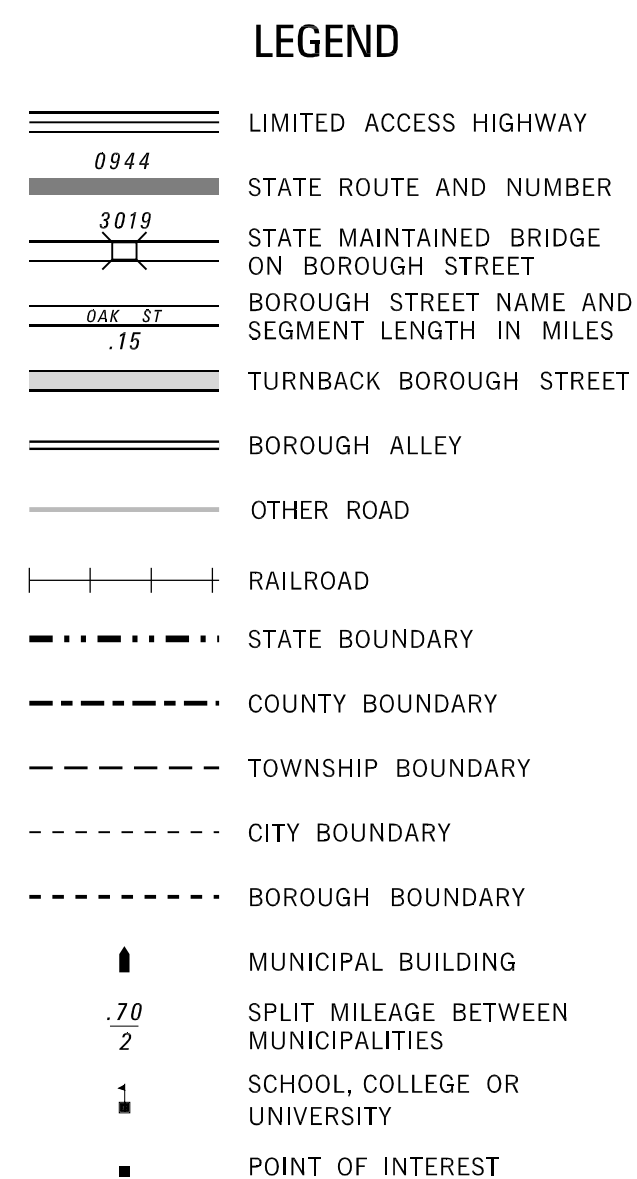 LEGEND
LIMITED ACCESS HIGHWAY
0944
STATE ROUTE AND NUMBER
3019
STATE MAINTAINED BRIDGE
ON BOROUGH STREET
OAK ST
.15
BOROUGH STREET NAME AND
SEGMENT LENGTH IN MILES
TURNBACK BOROUGH STREET
BOROUGH ALLEY
OTHER ROAD
RAILROAD
STATE BOUNDARY
COUNTY BOUNDARY
TOWNSHIP BOUNDARY
CITY BOUNDARY
BOROUGH BOUNDARY
MUNICIPAL BUILDING
.70
2
SPLIT MILEAGE BETWEEN
MUNICIPALITIES
SCHOOL, COLLEGE OR
UNIVERSITY
POINT OF INTEREST